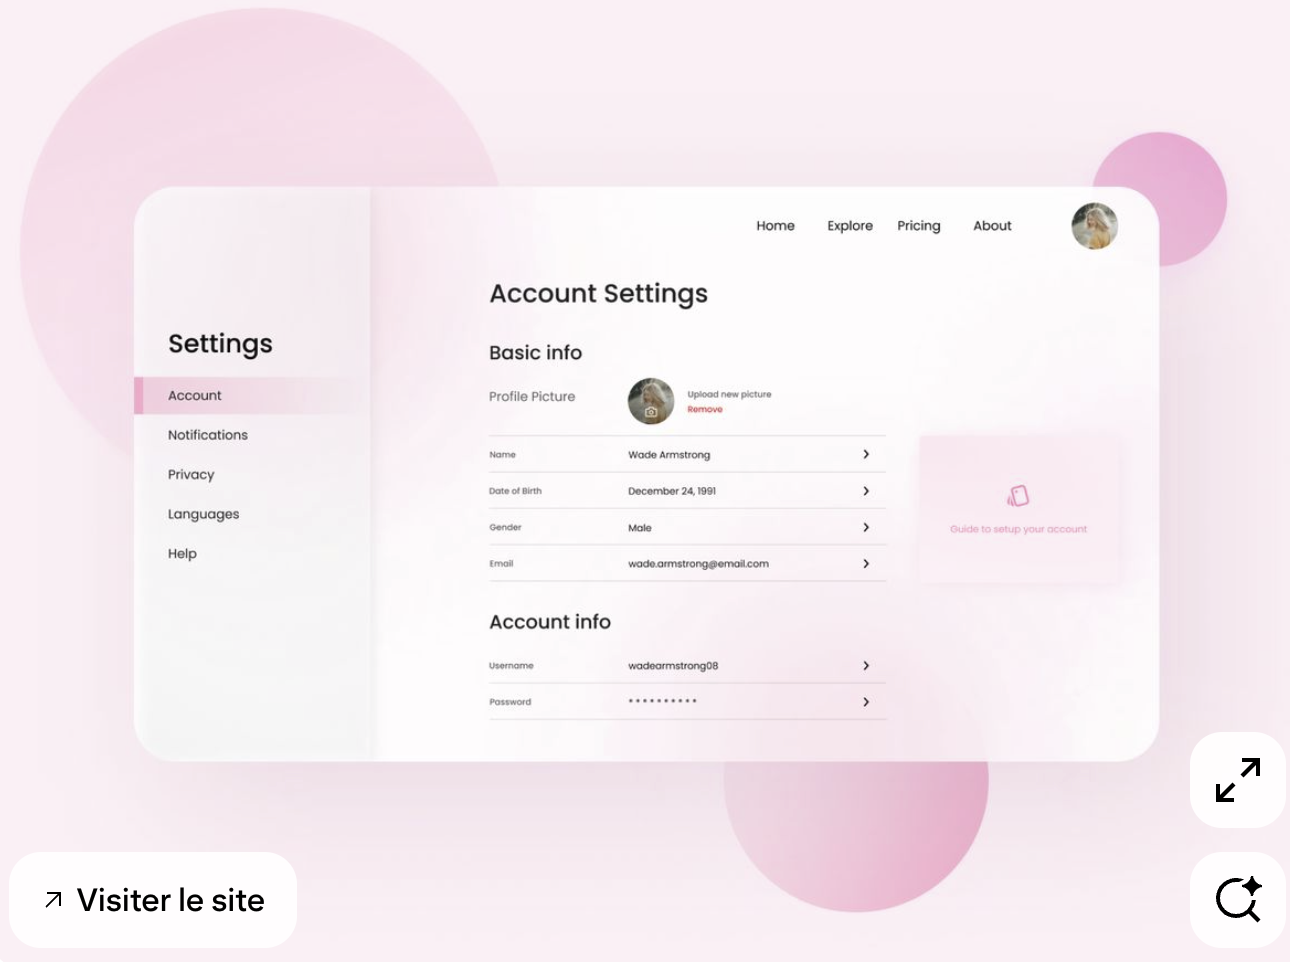 Home Explore Pricing About
Settings
Account
Notifications
Privacy
Languages
Help
Account Settings
Basic info
Profile Picture
Upload new picture
Remove
Name Wade Armstrong
Date of Birth December 24, 1991
Gender Male
Email wade.armstrong@email.com
Guide to setup your account
Account info
Username wadearmstrong08
Password **********
Visiter le site